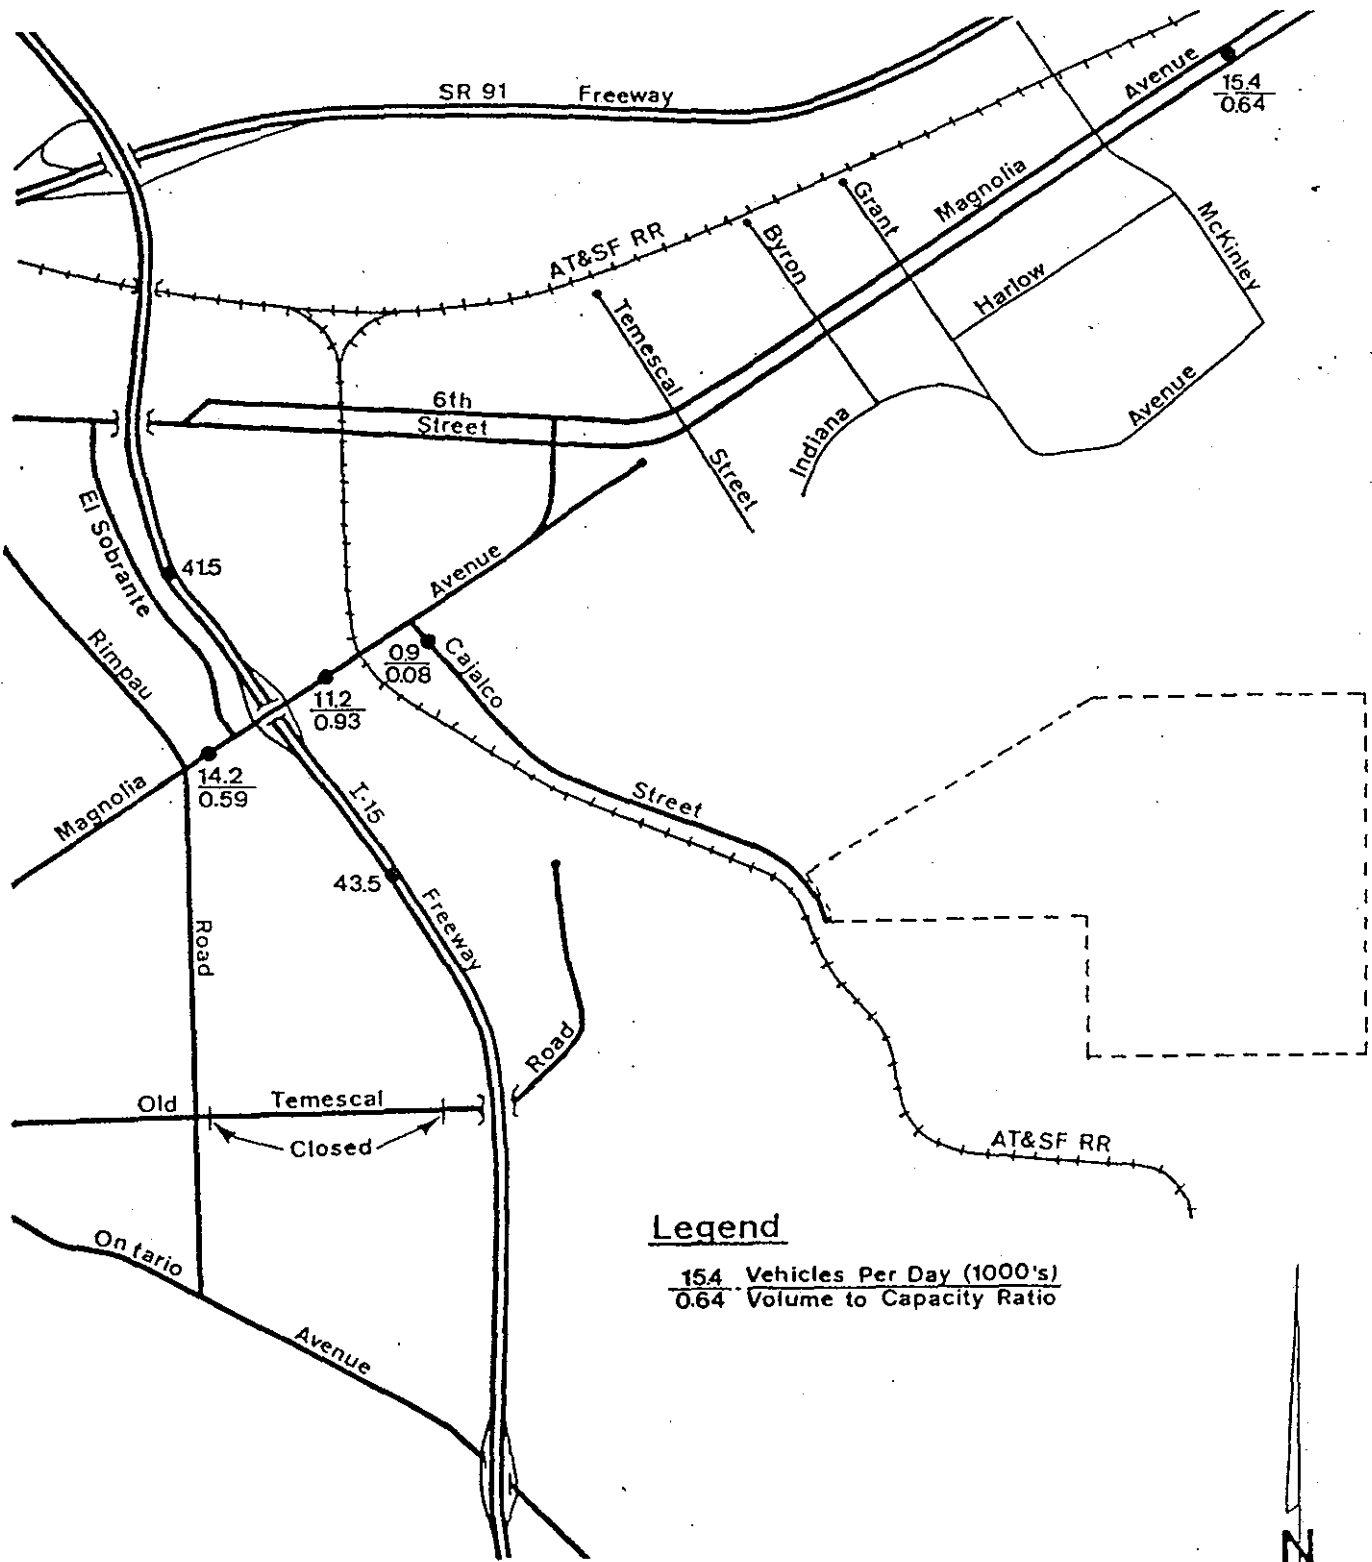 SR 91 Freeway
Avenue
15.4
0.64
Magnolia
Grant
McKinley
Byron
AT&SF RR
Harlow
Temescal
Street
6th
Street
Avenue
Indiana
El Sobrante
41.5
Avenue
Rimpau
Cajalco
0.9
0.08
11.2
0.93
14.2
0.59
Magnolia
I-15
Street
43.5
Freeway
Road
Road
Old Temescal
Closed
AT&SF RR
Ontario
Avenue
Legend
15.4 Vehicles Per Day (1000's)
0.64 Volume to Capacity Ratio
N